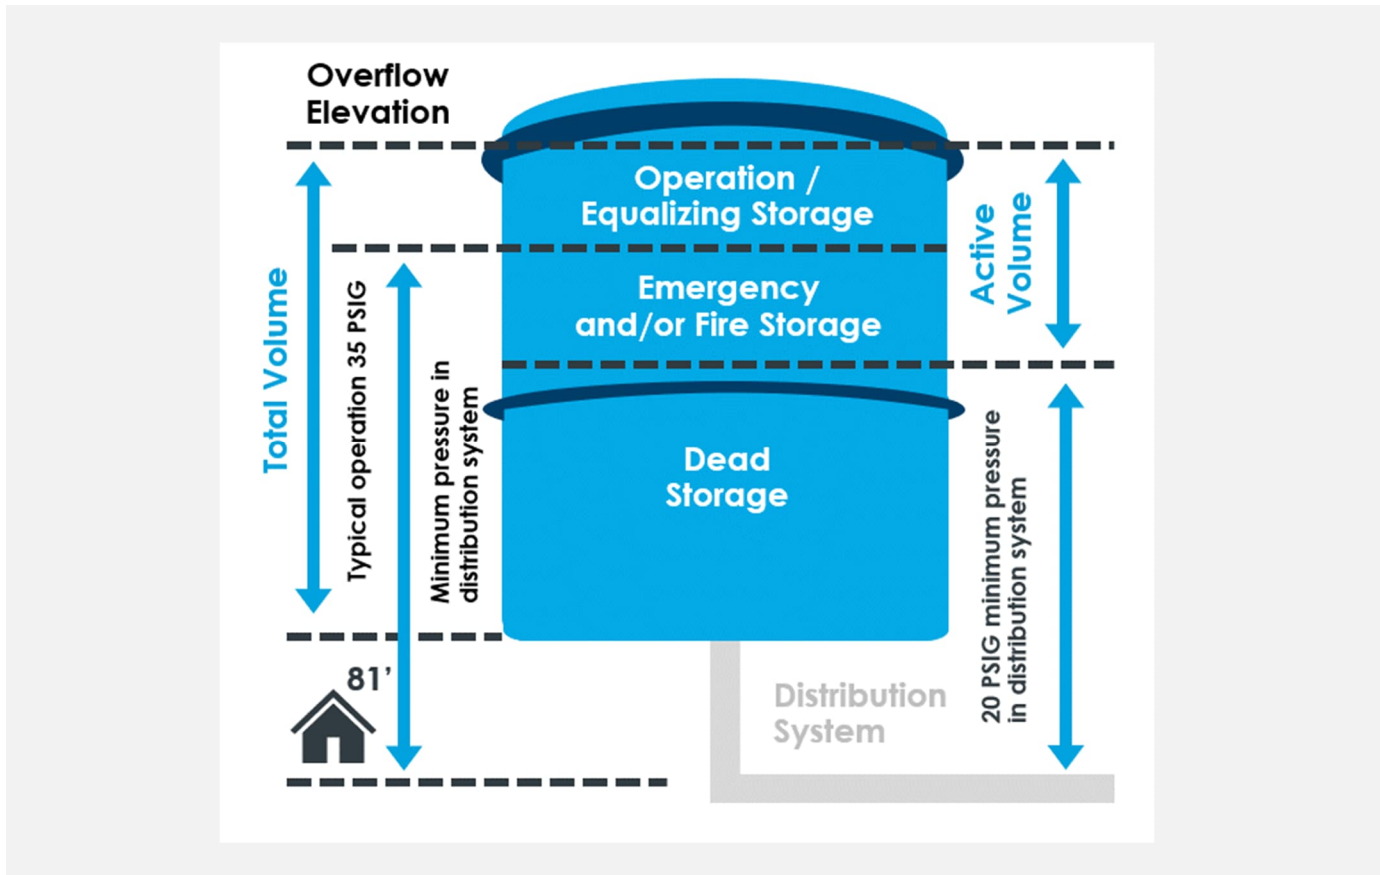 Overflow
Elevation
Operation /
Equalizing Storage
Emergency
and/or Fire Storage
Dead
Storage
Total Volume
Typical operation 35 PSIG
Minimum pressure in
distribution system
Active
Volume
20 PSIG minimum pressure
in distribution system
81’
Distribution
System